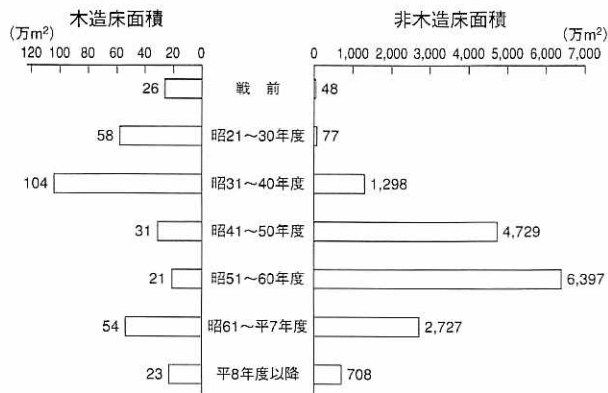 木造床面積 非木造床面積
(万m²) (万m²)
120 100 80 60 40 20 0 0 1,000 2,000 3,000 4,000 5,000 6,000 7,000
26 戦 前 48
58 昭21～30年度 77
104 昭31～40年度 1,298
31 昭41～50年度 4,729
21 昭51～60年度 6,397
54 昭61～平7年度 2,727
23 平8年度以降 708